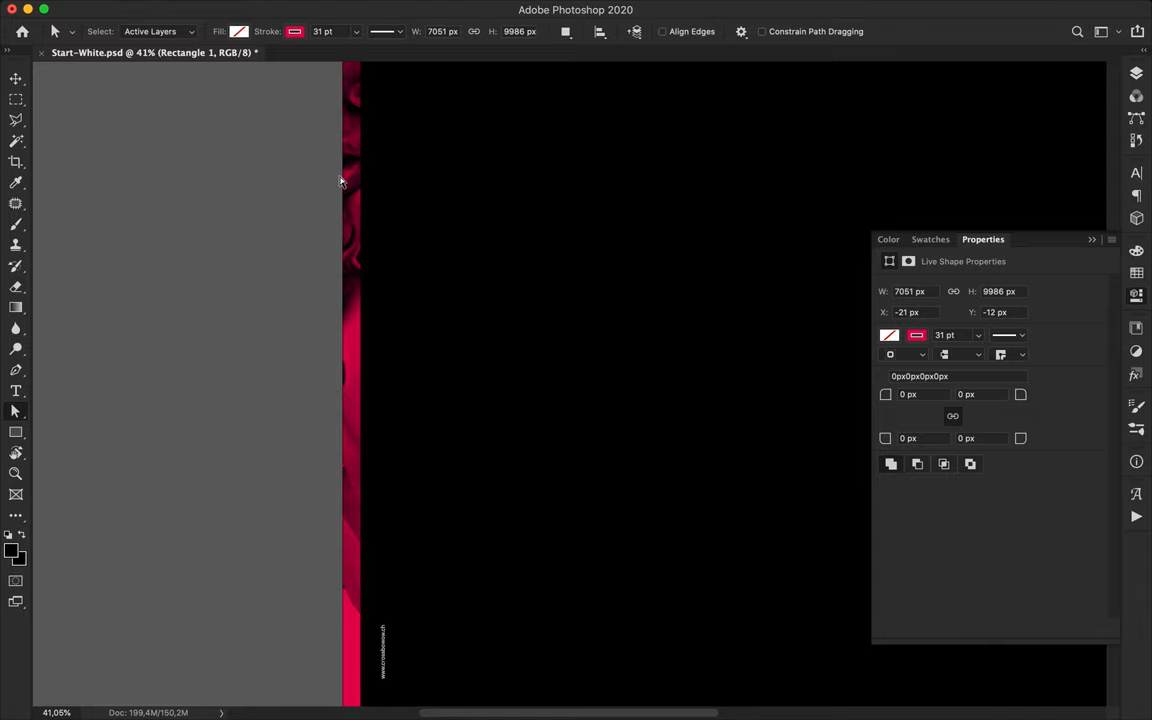 Adobe Photoshop 2020
Select: Active Layers Fill: Stroke: 31 pt W: 7051 px H: 9986 px Align Edges Constrain Path Dragging
Start-White.psd @ 41% (Rectangle 1, RGB/8) *
Color Swatches Properties
Live Shape Properties
W: 7051 px H: 9986 px
X: -21 px Y: -12 px
31 pt
0px0px0px0px
0 px 0 px
0 px 0 px
www.crossbowow.ch
41,05% Doc: 199,4M/150,2M